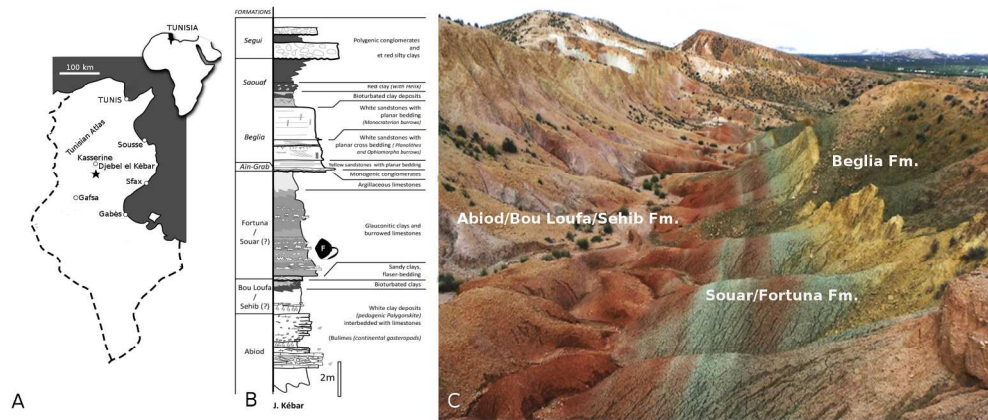 TUNISIA
100 km
TUNIS
Tunisian Atlas
Sousse
Kasserine
Djebel el Kébar
Sfax
Gafsa
Gabès
A
FORMATIONS
Segui
Polygenic conglomerates
and
et red silty clays
Saouaf
Red clay (with Helix)
Bioturbated clay deposits
Beglia
White sandstones with
planar bedding
(Monocraterion burrows)
White sandstones with
planar cross bedding (Planolithes
and Ophiomorpha burrows)
Aïn-Grab
Yellow sandstones with planar bedding
Monogenic conglomerates
Argillaceous limestones
Fortuna
/
Souar (?)
Glauconitic clays and
burrowed limestones
F
Sandy clays,
flaser-bedding
Bou Loufa
/
Sehib (?)
Bioturbated clays
White clay deposits
(pedogenic Polygorskite)
interbedded with limestones
(Bulimes (continental gasteropods)
Abiod
2m
B
J. Kébar
Beglia Fm.
Abiod/Bou Loufa/Sehib Fm.
Souar/Fortuna Fm.
C